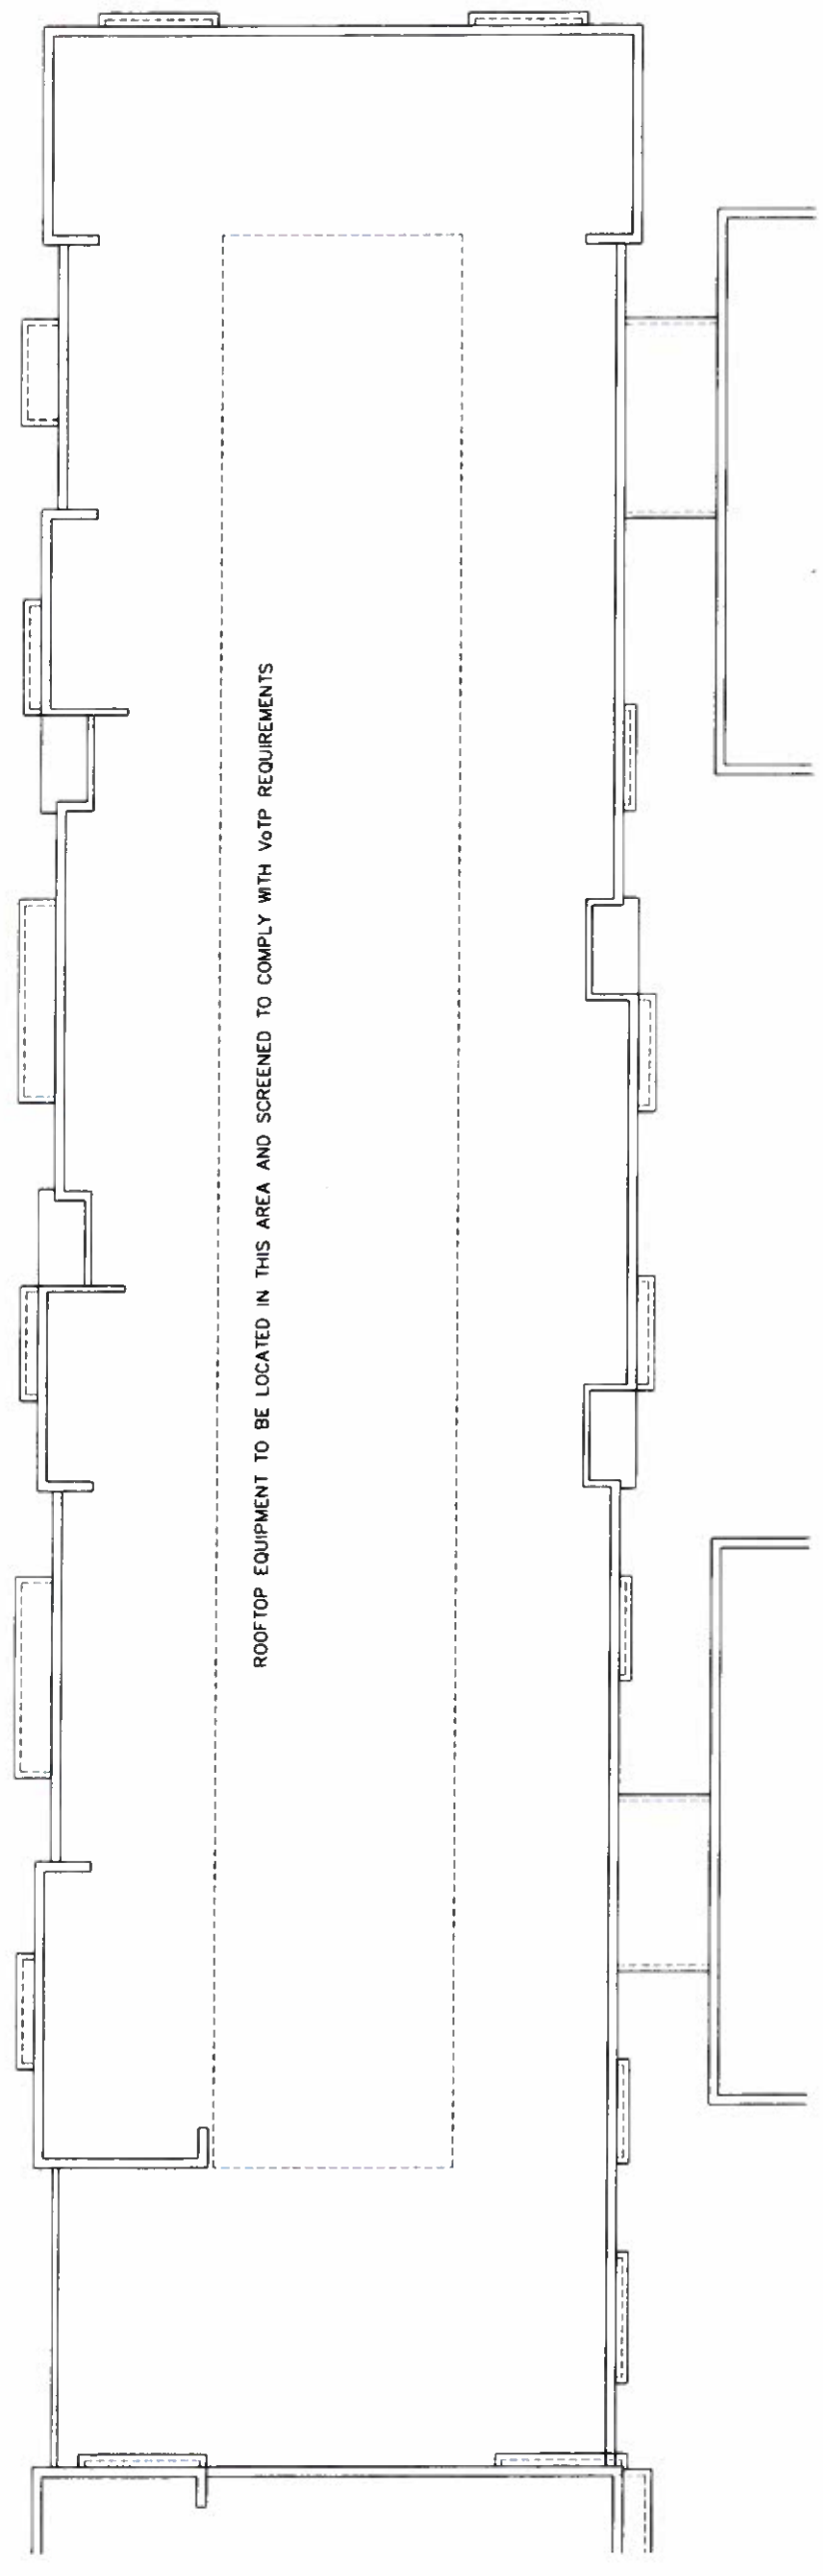 ROOFTOP EQUIPMENT TO BE LOCATED IN THIS AREA AND SCREENED TO COMPLY WITH VoTP REQUIREMENTS